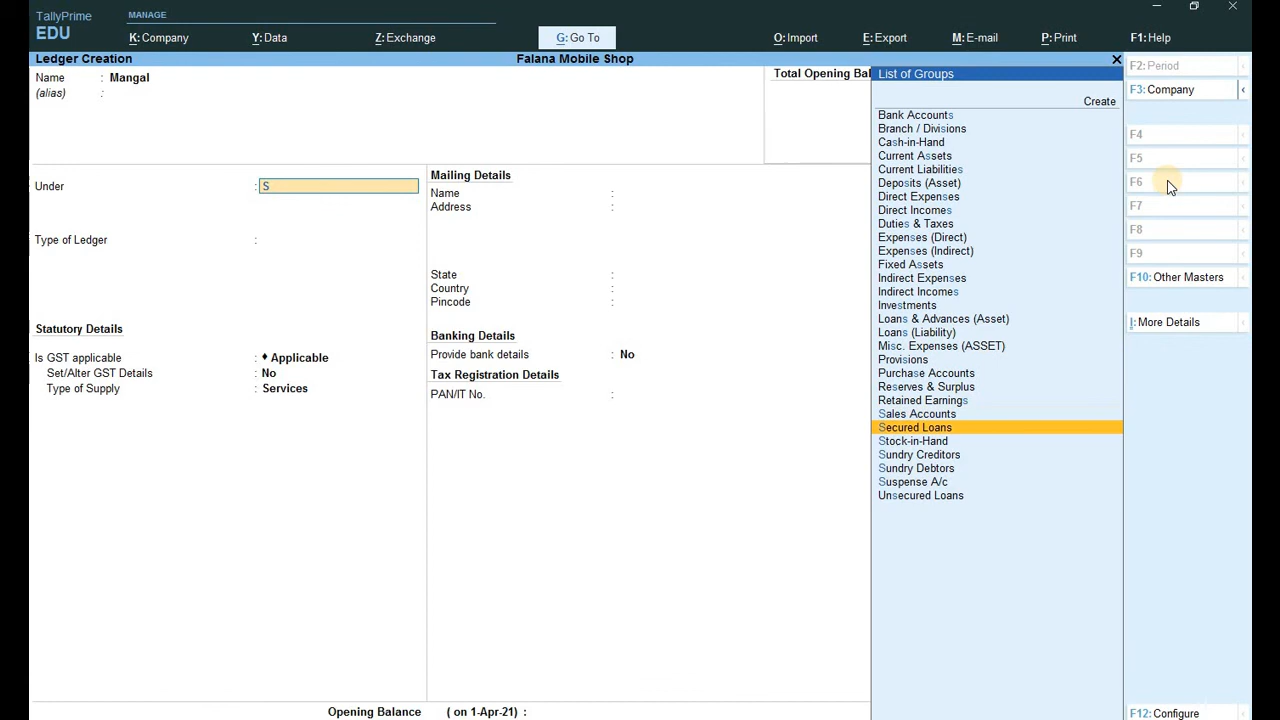 TallyPrime
EDU
MANAGE
K: Company
Y: Data
Z: Exchange
G: Go To
O: Import
E: Export
M: E-mail
P: Print
F1: Help
Ledger Creation
Falana Mobile Shop
Name : Mangal
(alias) :
Total Opening Bal
Under : S
Type of Ledger :
Statutory Details
Is GST applicable : ♦ Applicable
Set/Alter GST Details : No
Type of Supply : Services
Mailing Details
Name :
Address :
State :
Country :
Pincode :
Banking Details
Provide bank details : No
Tax Registration Details
PAN/IT No. :
Opening Balance ( on 1-Apr-21) :
List of Groups
Create
Bank Accounts
Branch / Divisions
Cash-in-Hand
Current Assets
Current Liabilities
Deposits (Asset)
Direct Expenses
Direct Incomes
Duties & Taxes
Expenses (Direct)
Expenses (Indirect)
Fixed Assets
Indirect Expenses
Indirect Incomes
Investments
Loans & Advances (Asset)
Loans (Liability)
Misc. Expenses (ASSET)
Provisions
Purchase Accounts
Reserves & Surplus
Retained Earnings
Sales Accounts
Secured Loans
Stock-in-Hand
Sundry Creditors
Sundry Debtors
Suspense A/c
Unsecured Loans
F2: Period
F3: Company
F4
F5
F6
F7
F8
F9
F10: Other Masters
I: More Details
F12: Configure